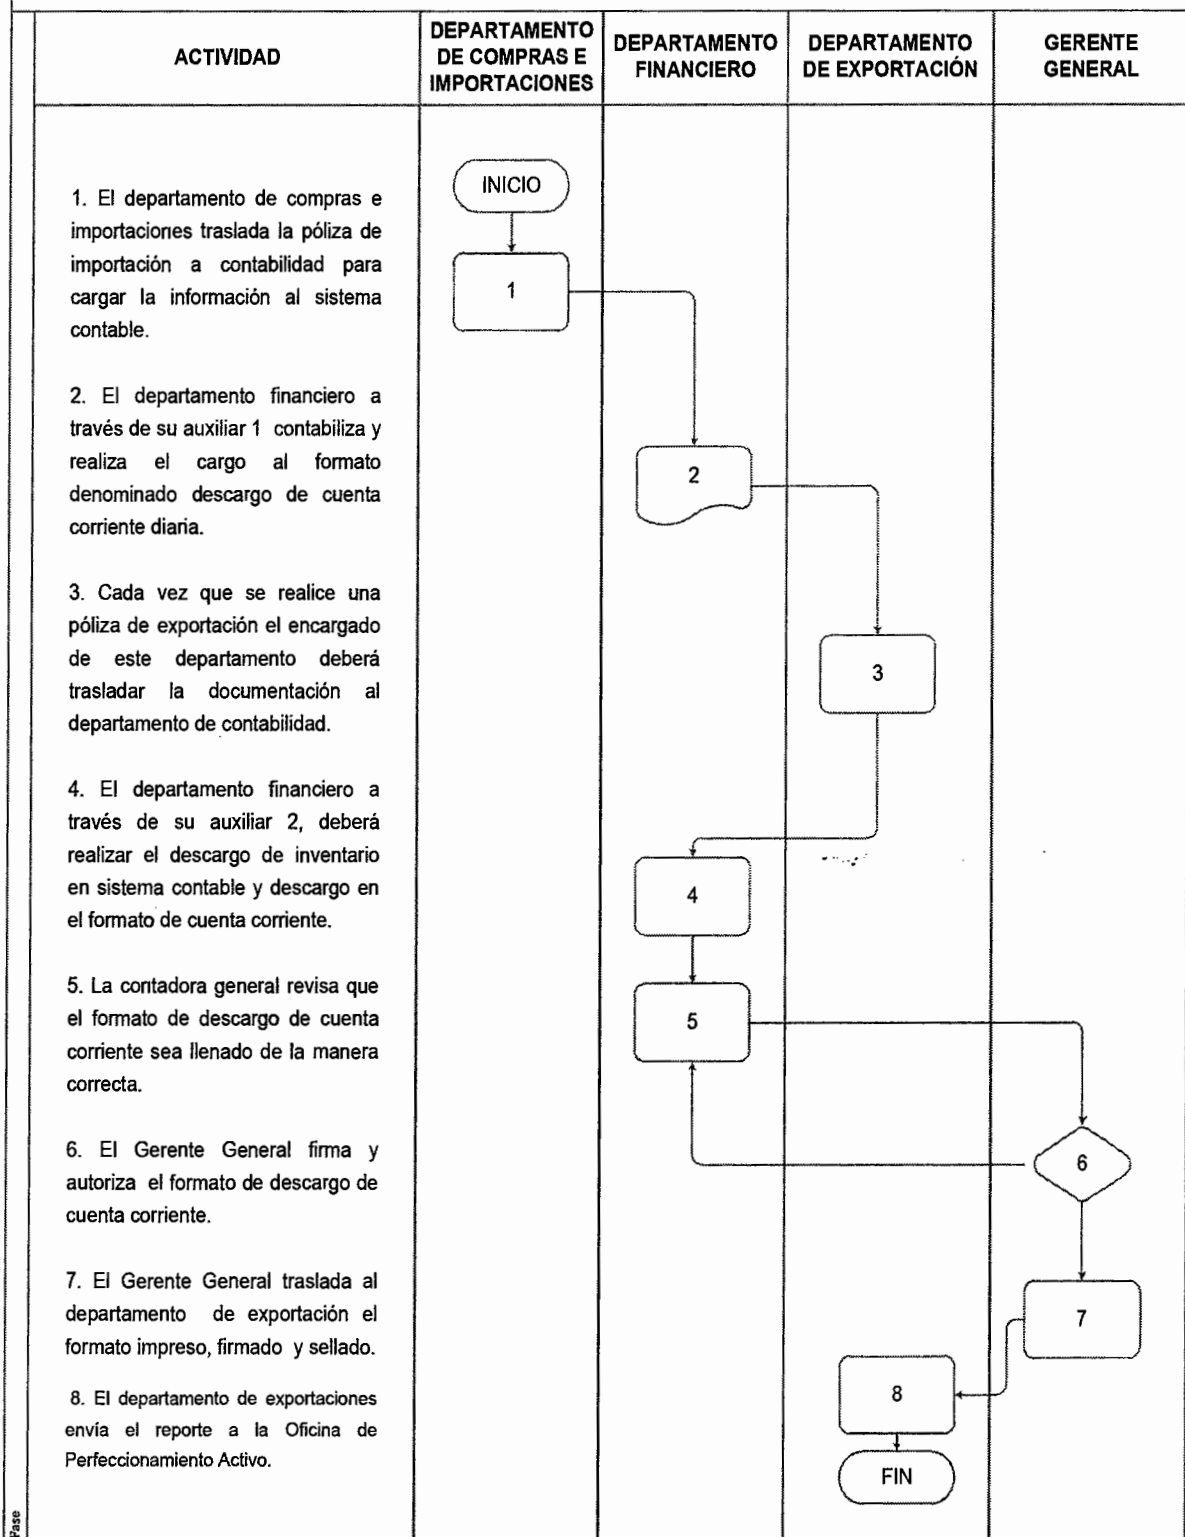 ACTIVIDAD
DEPARTAMENTO
DE COMPRAS E
IMPORTACIONES
DEPARTAMENTO
FINANCIERO
DEPARTAMENTO
DE EXPORTACIÓN
GERENTE
GENERAL
1. El departamento de compras e
importaciones traslada la póliza de
importación a contabilidad para
cargar la información al sistema
contable.
2. El departamento financiero a
través de su auxiliar 1 contabiliza y
realiza el cargo al formato
denominado descargo de cuenta
corriente diaria.
3. Cada vez que se realice una
póliza de exportación el encargado
de este departamento deberá
trasladar la documentación al
departamento de contabilidad.
4. El departamento financiero a
través de su auxiliar 2, deberá
realizar el descargo de inventario
en sistema contable y descargo en
el formato de cuenta corriente.
5. La contadora general revisa que
el formato de descargo de cuenta
corriente sea llenado de la manera
correcta.
6. El Gerente General firma y
autoriza el formato de descargo de
cuenta corriente.
7. El Gerente General traslada al
departamento de exportación el
formato impreso, firmado y sellado.
8. El departamento de exportaciones
envía el reporte a la Oficina de
Perfeccionamiento Activo.
INICIO
1
2
3
4
5
6
7
8
FIN
Fase